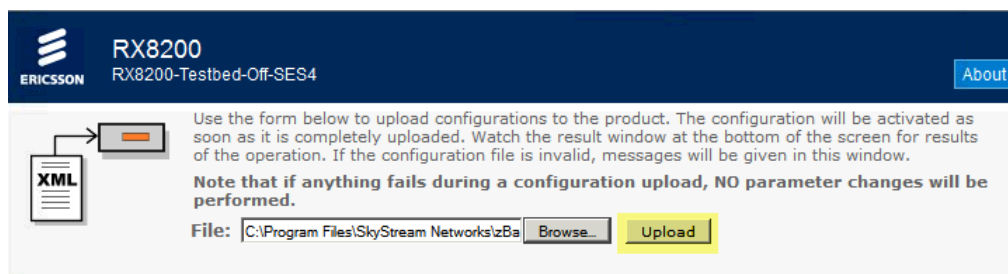 RX8200
ERICSSON
RX8200-Testbed-Off-SES4
About
Use the form below to upload configurations to the product. The configuration will be activated as
soon as it is completely uploaded. Watch the result window at the bottom of the screen for results
of the operation. If the configuration file is invalid, messages will be given in this window.
XML
Note that if anything fails during a configuration upload, NO parameter changes will be
performed.
File: C:\Program Files\SkyStream Networks\zBa Browse... Upload